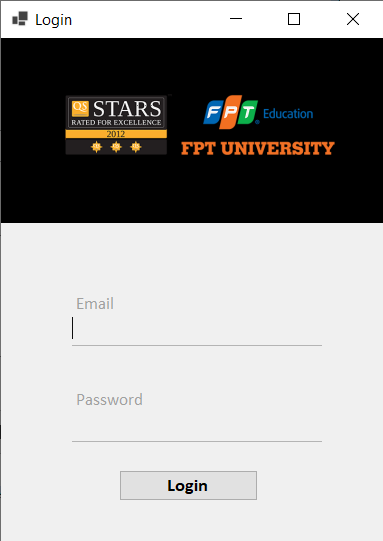 Login
QS STARS
RATED FOR EXCELLENCE
2012
FPT Education
FPT UNIVERSITY
Email
Password
Login